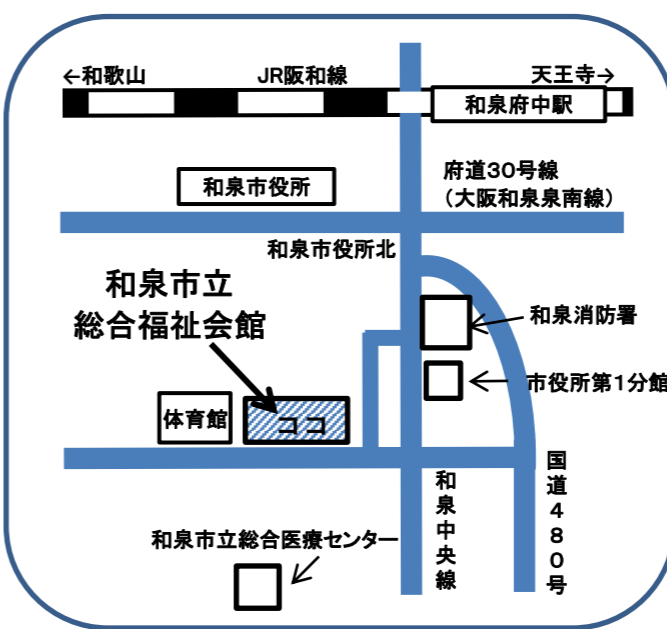 ←和歌山
JR阪和線
天王寺→
和泉府中駅
和泉市役所
府道30号線
(大阪和泉泉南線)
和泉市役所北
和泉市立
総合福祉会館
和泉消防署
市役所第1分館
体育館
ココ
和泉中央線
国道480号
和泉市立総合医療センター